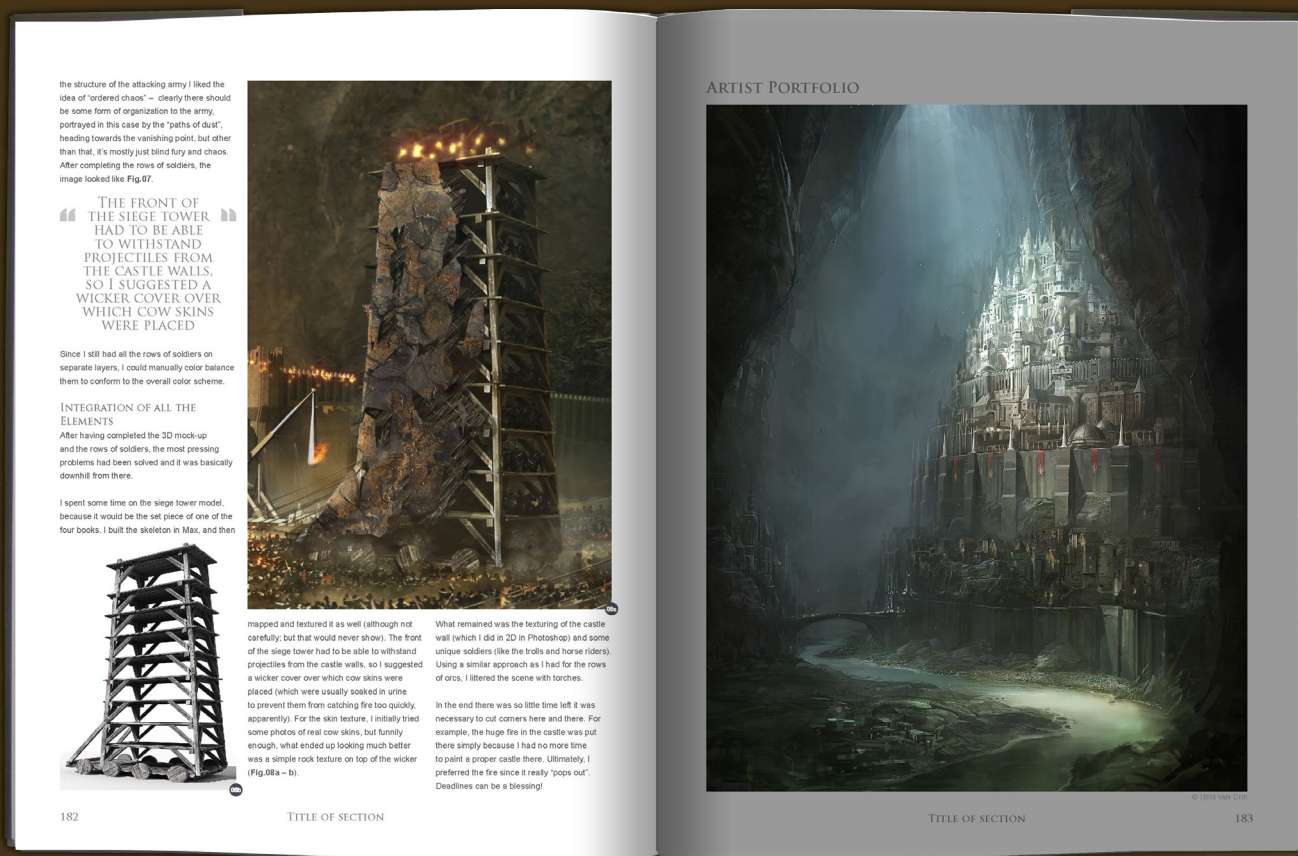 the structure of the attacking army I liked the
idea of “ordered chaos” – clearly there should
be some form of organization to the army,
portrayed in this case by the “paths of dust”,
heading towards the vanishing point, but other
than that, it’s mostly just blind fury and chaos.
After completing the rows of soldiers, the
image looked like Fig.07.
“ The front of ”
the siege tower
had to be able
to withstand
projectiles from
the castle walls,
so I suggested a
wicker cover over
which cow skins
were placed
Since I still had all the rows of soldiers on
separate layers, I could manually color balance
them to conform to the overall color scheme.
Integration of all the
Elements
After having completed the 3D mock-up
and the rows of soldiers, the most pressing
problems had been solved and it was basically
downhill from there.
I spent some time on the siege tower model,
because it would be the set piece of one of the
four books. I built the skeleton in Max, and then
08b
08a
mapped and textured it as well (although not
carefully; but that would never show). The front
of the siege tower had to be able to withstand
projectiles from the castle walls, so I suggested
a wicker cover over which cow skins were
placed (which were usually soaked in urine
to prevent them from catching fire too quickly,
apparently). For the skin texture, I initially tried
some photos of real cow skins, but funnily
enough, what ended up looking much better
was a simple rock texture on top of the wicker
(Fig.08a – b).
What remained was the texturing of the castle
wall (which I did in 2D in Photoshop) and some
unique soldiers (like the trolls and horse riders).
Using a similar approach as I had for the rows
of orcs, I littered the scene with torches.
In the end there was so little time left it was
necessary to cut corners here and there. For
example, the huge fire in the castle was put
there simply because I had no more time
to paint a proper castle there. Ultimately, I
preferred the fire since it really “pops out”.
Deadlines can be a blessing!
182
Title of section
Artist Portfolio
© Jesse van Dijk
Title of section
183